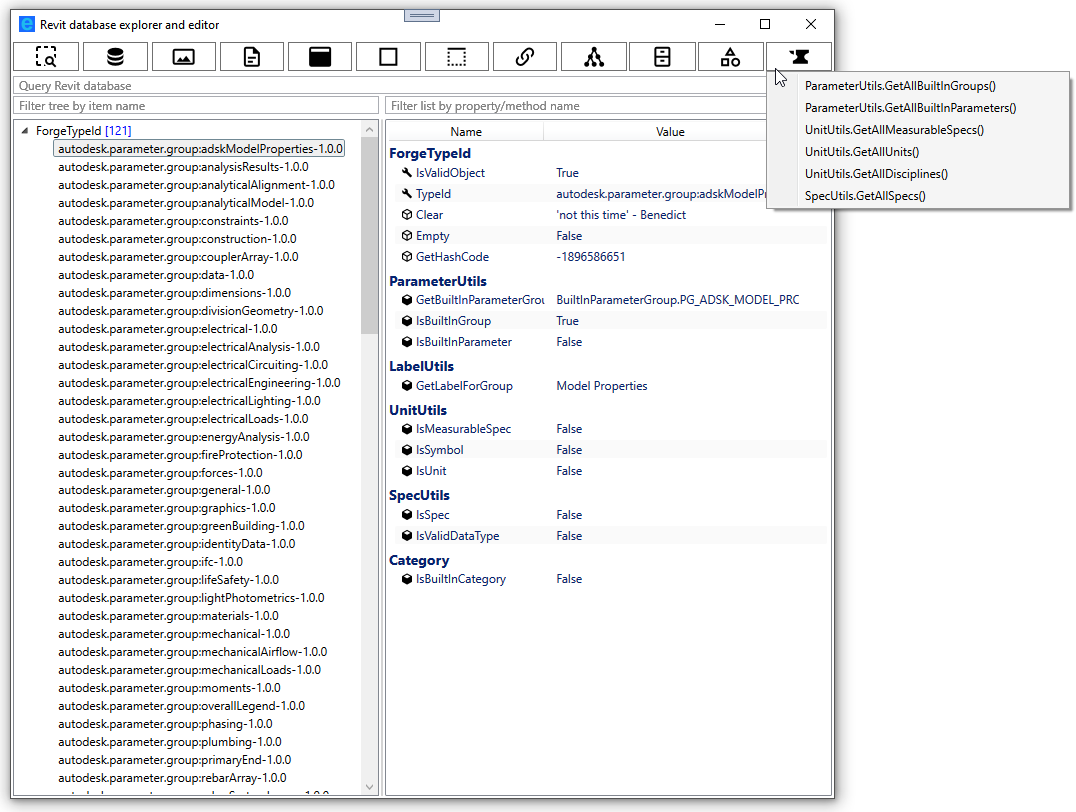 Revit database explorer and editor
Query Revit database
Filter tree by item name
Filter list by property/method name
ParameterUtils.GetAllBuiltInGroups()
ParameterUtils.GetAllBuiltInParameters()
UnitUtils.GetAllMeasurableSpecs()
UnitUtils.GetAllUnits()
UnitUtils.GetAllDisciplines()
SpecUtils.GetAllSpecs()
ForgeTypeId [121]
autodesk.parameter.group:adskModelProperties-1.0.0
autodesk.parameter.group:analysisResults-1.0.0
autodesk.parameter.group:analyticalAlignment-1.0.0
autodesk.parameter.group:analyticalModel-1.0.0
autodesk.parameter.group:constraints-1.0.0
autodesk.parameter.group:construction-1.0.0
autodesk.parameter.group:couplerArray-1.0.0
autodesk.parameter.group:data-1.0.0
autodesk.parameter.group:dimensions-1.0.0
autodesk.parameter.group:divisionGeometry-1.0.0
autodesk.parameter.group:electrical-1.0.0
autodesk.parameter.group:electricalAnalysis-1.0.0
autodesk.parameter.group:electricalCircuiting-1.0.0
autodesk.parameter.group:electricalEngineering-1.0.0
autodesk.parameter.group:electricalLighting-1.0.0
autodesk.parameter.group:electricalLoads-1.0.0
autodesk.parameter.group:energyAnalysis-1.0.0
autodesk.parameter.group:fireProtection-1.0.0
autodesk.parameter.group:forces-1.0.0
autodesk.parameter.group:general-1.0.0
autodesk.parameter.group:graphics-1.0.0
autodesk.parameter.group:greenBuilding-1.0.0
autodesk.parameter.group:identityData-1.0.0
autodesk.parameter.group:ifc-1.0.0
autodesk.parameter.group:lifeSafety-1.0.0
autodesk.parameter.group:lightPhotometrics-1.0.0
autodesk.parameter.group:materials-1.0.0
autodesk.parameter.group:mechanical-1.0.0
autodesk.parameter.group:mechanicalAirflow-1.0.0
autodesk.parameter.group:mechanicalLoads-1.0.0
autodesk.parameter.group:moments-1.0.0
autodesk.parameter.group:overallLegend-1.0.0
autodesk.parameter.group:phasing-1.0.0
autodesk.parameter.group:plumbing-1.0.0
autodesk.parameter.group:primaryEnd-1.0.0
autodesk.parameter.group:rebarArray-1.0.0
Name Value
ForgeTypeId
IsValidObject True
TypeId autodesk.parameter.group:adskModelPr
Clear 'not this time' - Benedict
Empty False
GetHashCode -1896586651
ParameterUtils
GetBuiltInParameterGrou BuiltInParameterGroup.PG_ADSK_MODEL_PRC
IsBuiltInGroup True
IsBuiltInParameter False
LabelUtils
GetLabelForGroup Model Properties
UnitUtils
IsMeasurableSpec False
IsSymbol False
IsUnit False
SpecUtils
IsSpec False
IsValidDataType False
Category
IsBuiltInCategory False